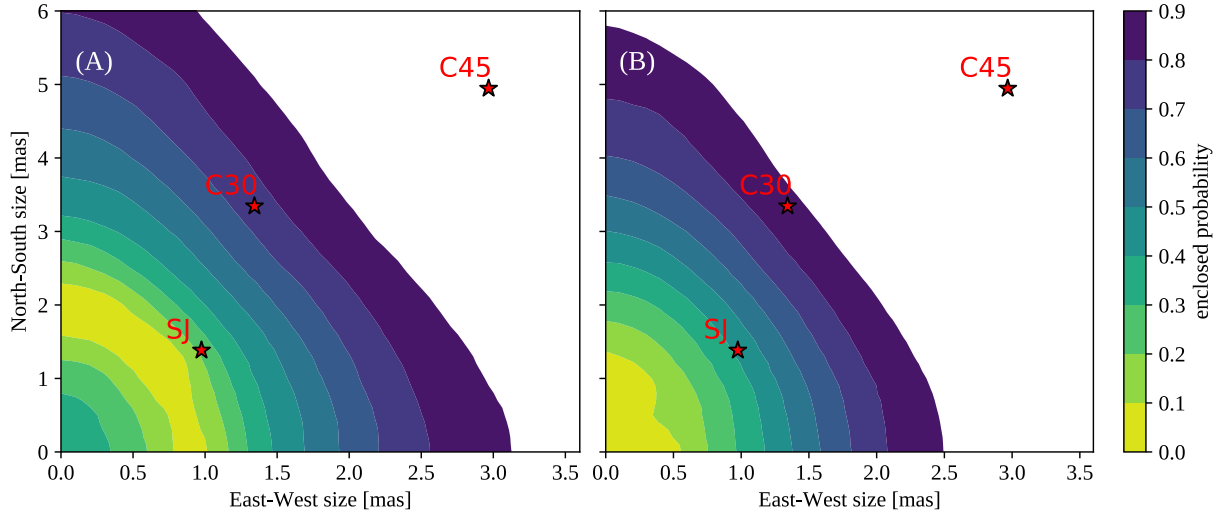 (A)
C45
C30
SJ
6
5
4
3
2
1
0
North-South size [mas]
0.0 0.5 1.0 1.5 2.0 2.5 3.0 3.5
East-West size [mas]
(B)
C45
C30
SJ
0.0 0.5 1.0 1.5 2.0 2.5 3.0 3.5
East-West size [mas]
0.9
0.8
0.7
0.6
0.5
0.4
0.3
0.2
0.1
0.0
enclosed probability